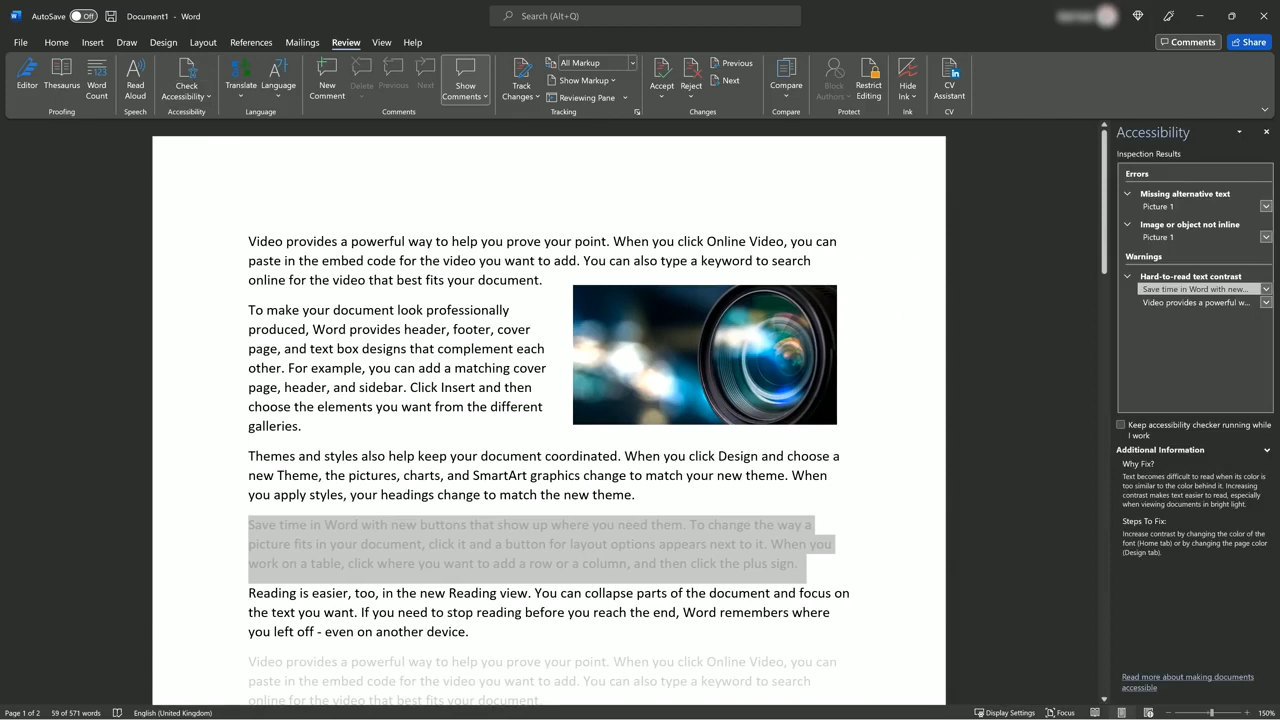 AutoSave Off Document1 - Word Search (Alt+Q)
File Home Insert Draw Design Layout References Mailings Review View Help Comments Share
Editor Thesaurus Word Count
Read Aloud
Check Accessibility
Translate Language
New Comment Delete Previous Next Show Comments
Track Changes All Markup
Show Markup
Reviewing Pane
Accept Reject Previous
Next
Compare
Block Authors Restrict Editing
Hide Ink
CV Assistant
Proofing Speech Accessibility Language Comments Tracking Changes Compare Protect Ink CV
Video provides a powerful way to help you prove your point. When you click Online Video, you can
paste in the embed code for the video you want to add. You can also type a keyword to search
online for the video that best fits your document.
To make your document look professionally
produced, Word provides header, footer, cover
page, and text box designs that complement each
other. For example, you can add a matching cover
page, header, and sidebar. Click Insert and then
choose the elements you want from the different
galleries.
Themes and styles also help keep your document coordinated. When you click Design and choose a
new Theme, the pictures, charts, and SmartArt graphics change to match your new theme. When
you apply styles, your headings change to match the new theme.
Save time in Word with new buttons that show up where you need them. To change the way a
picture fits in your document, click it and a button for layout options appears next to it. When you
work on a table, click where you want to add a row or a column, and then click the plus sign.
Reading is easier, too, in the new Reading view. You can collapse parts of the document and focus on
the text you want. If you need to stop reading before you reach the end, Word remembers where
you left off - even on another device.
Video provides a powerful way to help you prove your point. When you click Online Video, you can
paste in the embed code for the video you want to add. You can also type a keyword to search
online for the video that best fits your document.
Accessibility
Inspection Results
Errors
Missing alternative text
Picture 1
Image or object not inline
Picture 1
Warnings
Hard-to-read text contrast
Save time in Word with new...
Video provides a powerful w...
Keep accessibility checker running while
I work
Additional Information
Why Fix?
Text becomes difficult to read when its color is
too similar to the color behind it. Increasing
contrast makes text easier to read, especially
when viewing documents in bright light.
Steps To Fix:
Increase contrast by changing the color of the
font (Home tab) or by changing the page color
(Design tab).
Read more about making documents
accessible
Page 1 of 2 59 of 571 words English (United Kingdom) Display Settings Focus 150%